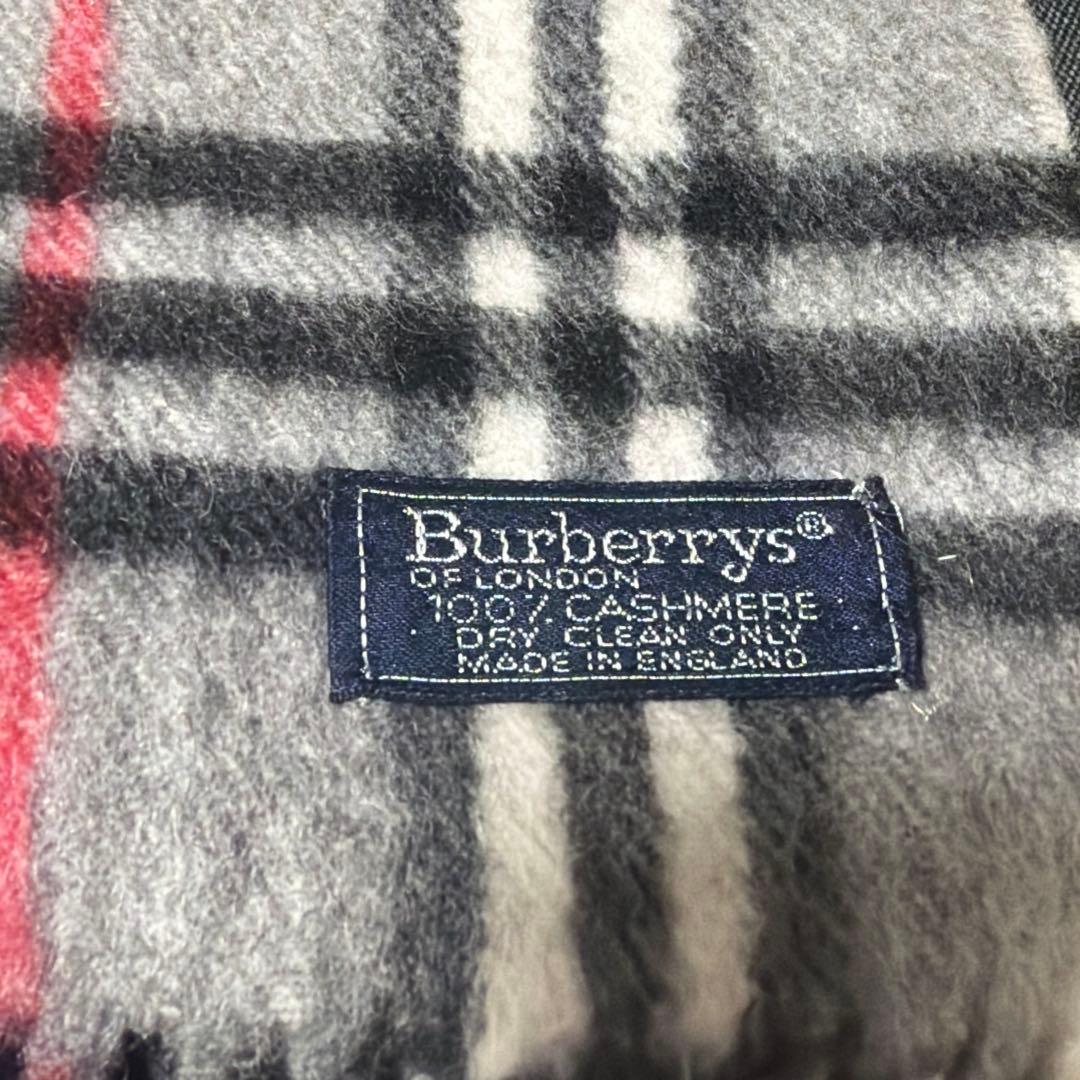 Burberrys®
OF LONDON
100% CASHMERE
DRY CLEAN ONLY
MADE IN ENGLAND